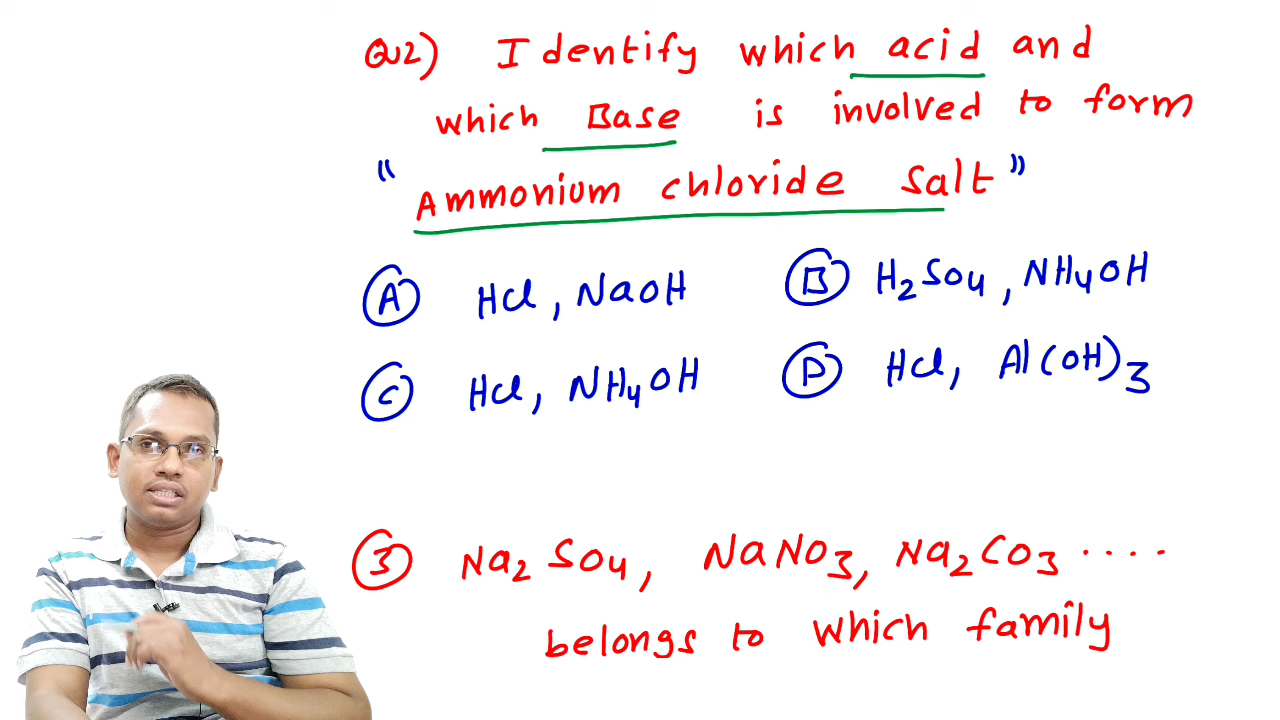 Q2) Identify which acid and
which Base is involved to form
"Ammonium chloride salt"
A HCl, NaOH
B H2SO4, NH4OH
C HCl, NH4OH
D HCl, Al(OH)3
3 Na2SO4, NaNO3, Na2CO3 ....
belongs to which family